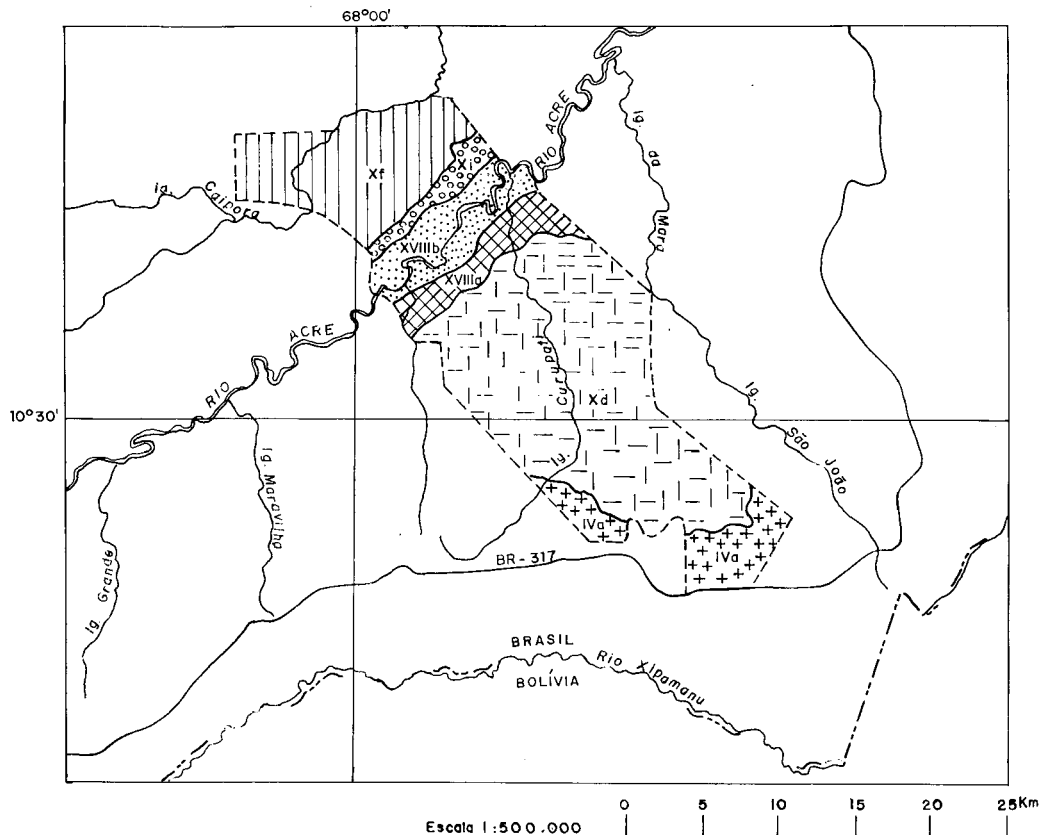 68°00'
RIO ACRE
Ig. da Mara
Xf
Xi
Ig. Caipora
XVIIIb
XVIIIa
RIO ACRE
Curupati
Ig.
Xd
10°30'
Ig. São João
Ig. Maravilha
IVa
IVa
BR-317
Ig. Grande
BRASIL
Rio Xipamanu
BOLÍVIA
0 5 10 15 20 25Km
Escala 1:500.000